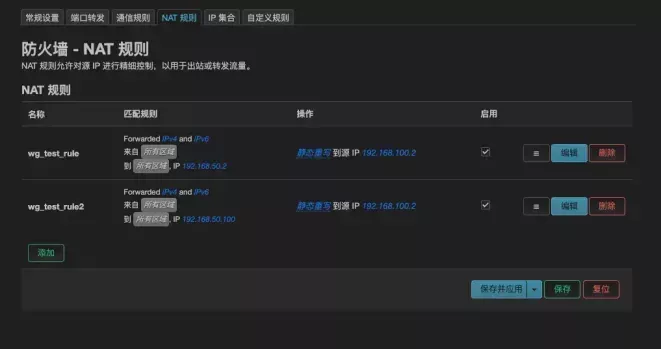 常规设置 端口转发 通信规则 NAT 规则 IP 集合 自定义规则
防火墙 - NAT 规则
NAT 规则允许对源 IP 进行精细控制，以用于出站或转发流量。
NAT 规则
名称 匹配规则 操作 启用
Forwarded IPv4 and IPv6
来自 所有区域
wg_test_rule 到 所有区域, IP 192.168.50.2 静态重写 到源 IP 192.168.100.2 编辑 删除
Forwarded IPv4 and IPv6
来自 所有区域
wg_test_rule2 到 所有区域, IP 192.168.50.100 静态重写 到源 IP 192.168.100.2 编辑 删除
添加
保存并应用 保存 复位